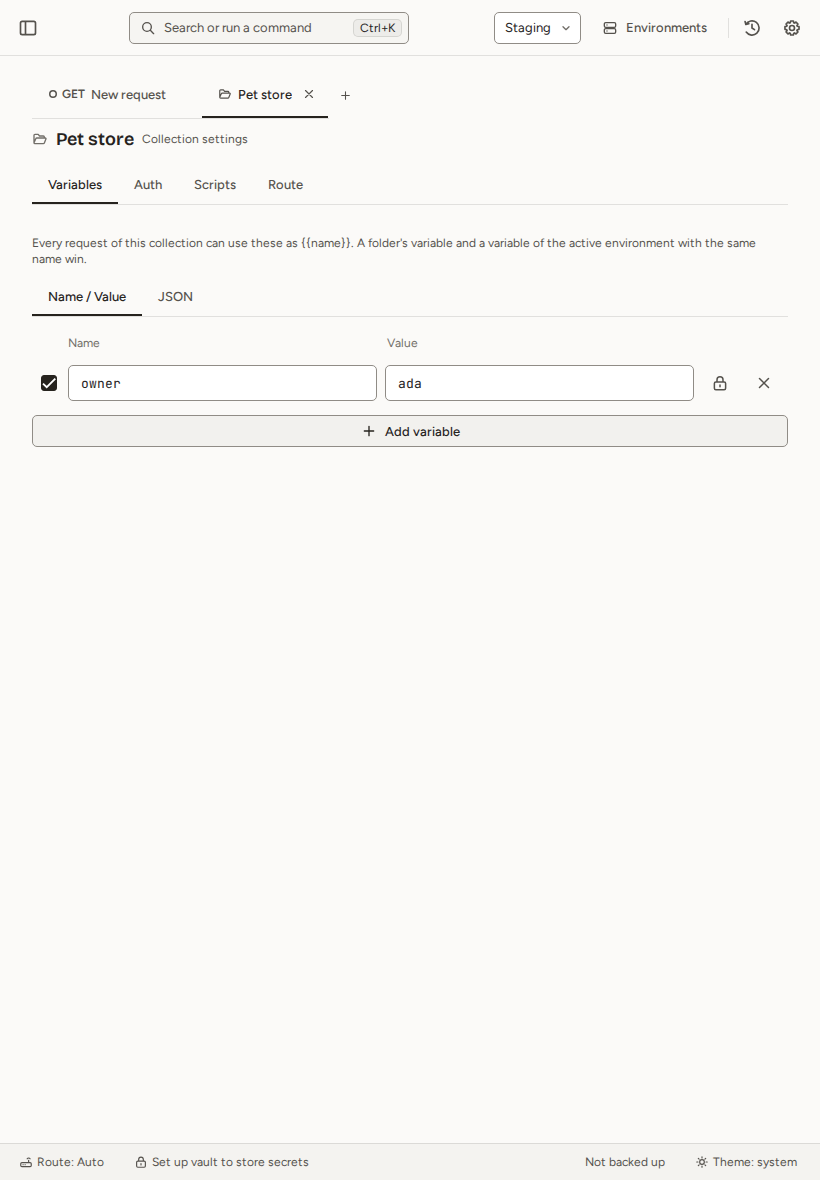 Search or run a command Ctrl+K Staging Environments
GET New request Pet store
Pet store Collection settings
Variables Auth Scripts Route
Every request of this collection can use these as {{name}}. A folder's variable and a variable of the active environment with the same
name win.
Name / Value JSON
Name Value
owner ada
Add variable
Route: Auto Set up vault to store secrets Not backed up Theme: system